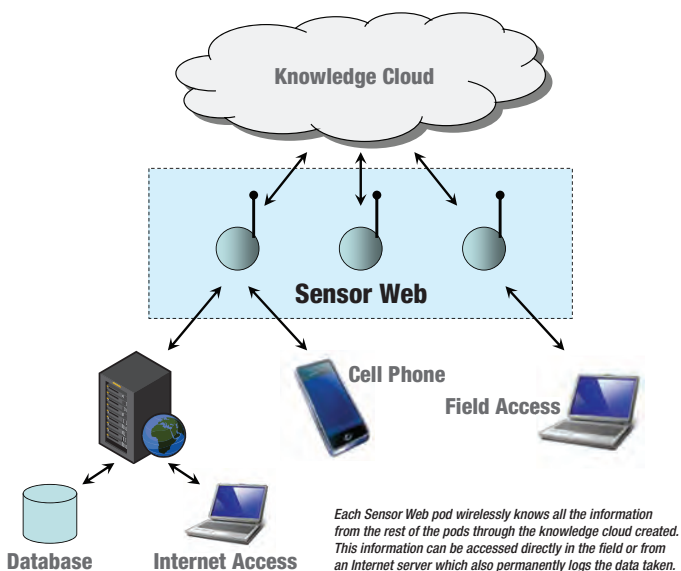 Knowledge Cloud
Sensor Web
Cell Phone
Field Access
Database
Internet Access
Each Sensor Web pod wirelessly knows all the information
from the rest of the pods through the knowledge cloud created.
This information can be accessed directly in the field or from
an Internet server which also permanently logs the data taken.